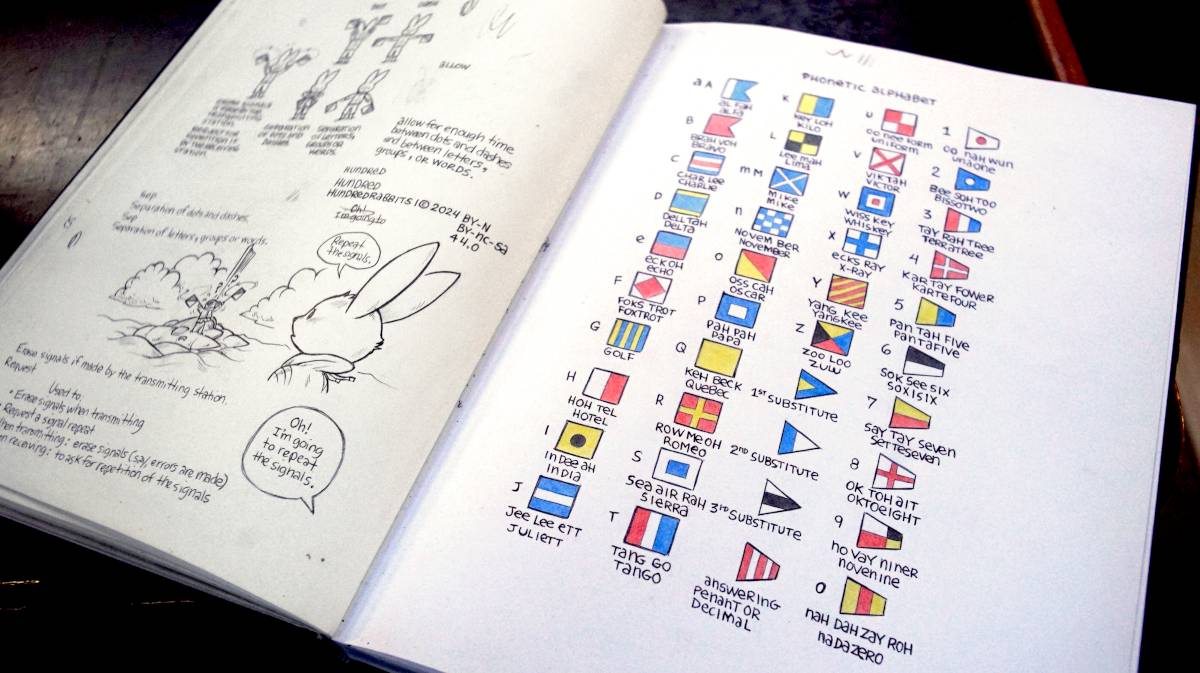 allow
allow for enough time
between dots and dashes
and between letters,
groups, or words.
HUNDRED
HUNDRED
HUNDREDRABBITS | © 2024 BY-N
BY-nc-sa
4.0
Oh!
I'm going to
Sup
Separation of dots and dashes.
Sup
Separation of letters, groups or words.
Repeat
the signals.
Erase signals if made by the transmitting station.
Request
Used to:
• Erase signals when transmitting
• Request a signal repeat
when transmitting: erase signals (say, errors are made)
receiving: to ask for repetition of the signals
Oh!
I'm going
to repeat
the signals.
PHONETIC ALPHABET
a A
AL FAH
ALFA
B
BRAH VOH
BRAVO
C
CHAR LEE
CHARLIE
D
DELL TAH
DELTA
e
eck OH
ECHO
F
FOKS TROT
FOXTROT
G
GOLF
H
HOH TEL
HOTEL
I
In Dee aH
InDIa
J
Jee Lee eTT
JULIETT
K
KEY LOH
KILO
L
Lee maH
Lima
m M
MIKE
MIKE
n
NOVEM BER
NOVEMBER
O
OSS CAH
OSCAR
P
PAH PAH
PAPA
Q
KEH BECK
QUEBEC
R
ROW ME OH
ROMEO
S
Sea air RAH
Sierra
T
TANG GO
TANGO
U
OO nee FORM
UNIFORM
V
VIK TAH
VICTOR
W
WISS KEY
WHISKEY
X
ecks RAY
X-RAY
Y
YANG KEE
YANGKEE
Z
ZOO LOO
ZULU
1ST SUBSTITUTE
2nD SUBSTITUTE
3RD SUBSTITUTE
answering
Penant or
Decimal
1
OO NAH WUN
UNAONE
2
BEE SOH TOO
BISSOTWO
3
TAY RAH TREE
TERRATREE
4
KAR TAY FOWER
KARTEFOUR
5
Pan TaH FIVe
PanTaFIVe
6
SOK SEE SIX
SOXISIX
7
SAY TAY SEVEN
SETTESEVEN
8
OK TOH AIT
OKTOEIGHT
9
no Vay niner
novenine
0
naH DaH Zay ROH
naDaZERO